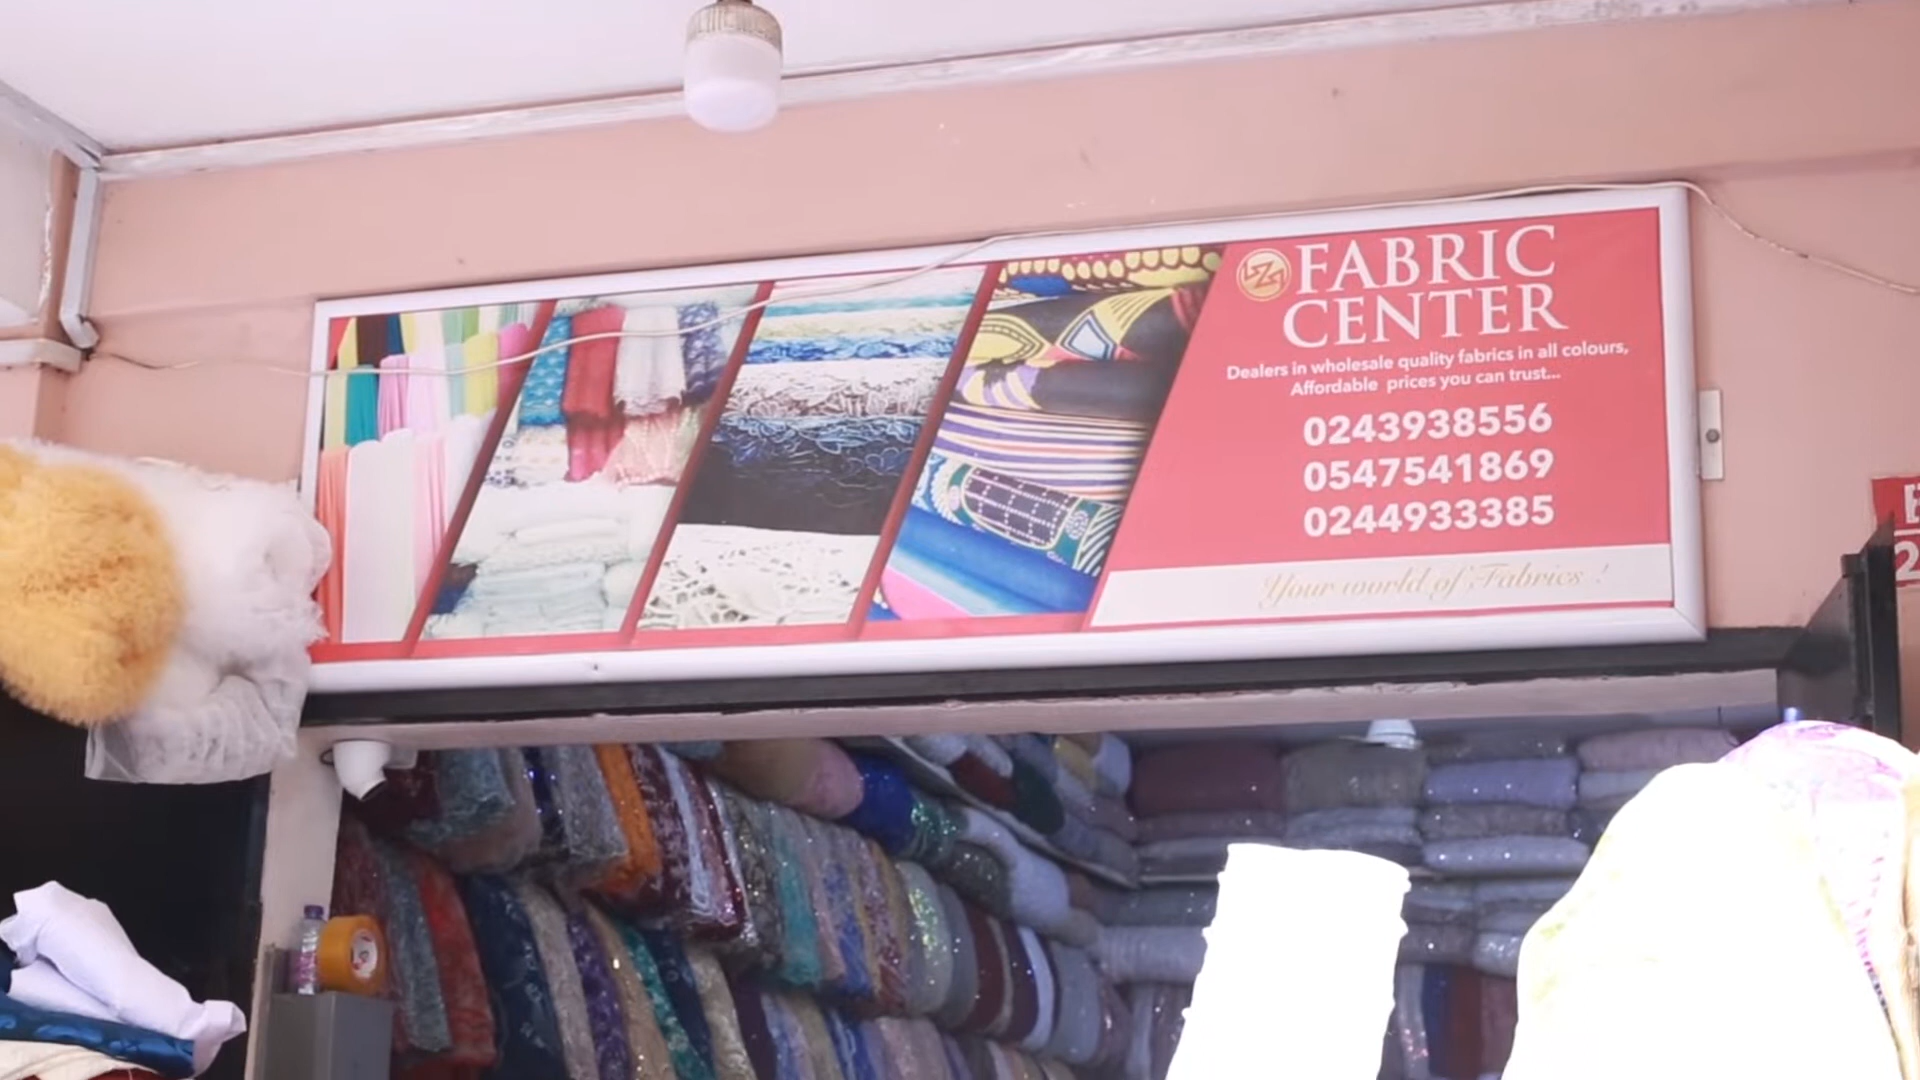 FABRIC
CENTER
Dealers in wholesale quality fabrics in all colours,
Affordable prices you can trust...
0243938556
0547541869
0244933385
Your world of Fabrics !